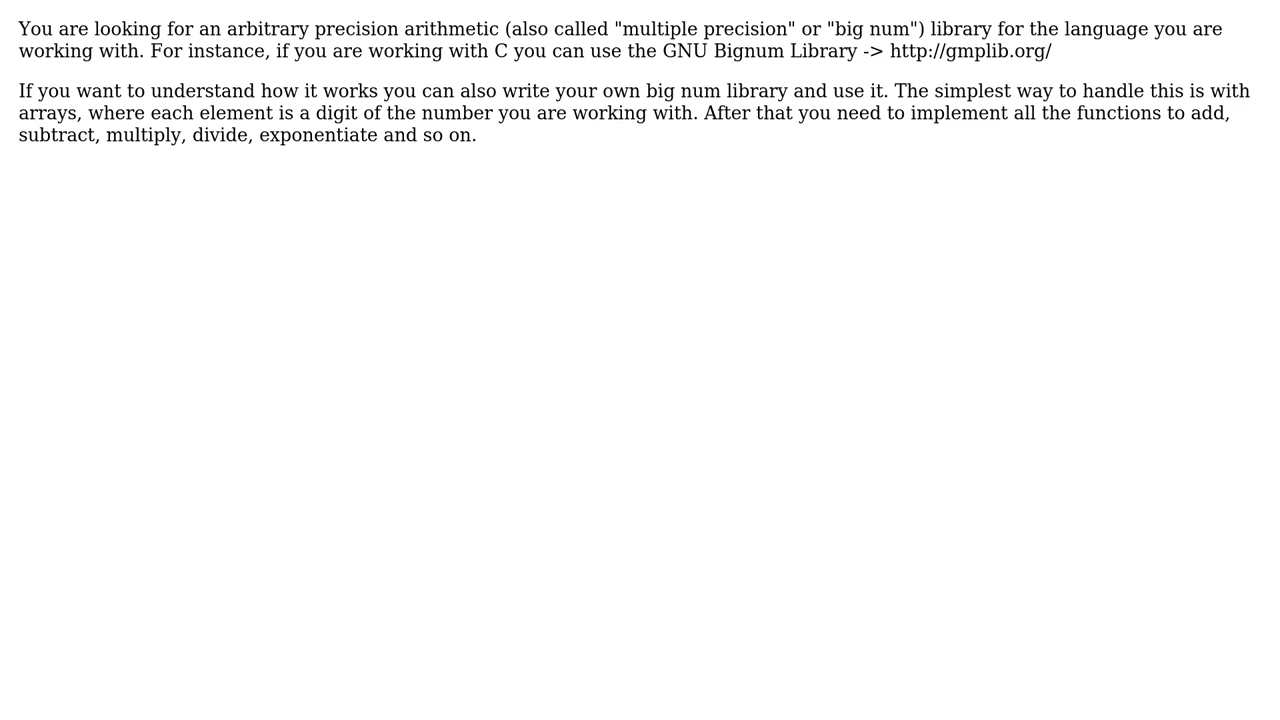 You are looking for an arbitrary precision arithmetic (also called "multiple precision" or "big num") library for the language you are
working with. For instance, if you are working with C you can use the GNU Bignum Library -> http://gmplib.org/
If you want to understand how it works you can also write your own big num library and use it. The simplest way to handle this is with
arrays, where each element is a digit of the number you are working with. After that you need to implement all the functions to add,
subtract, multiply, divide, exponentiate and so on.